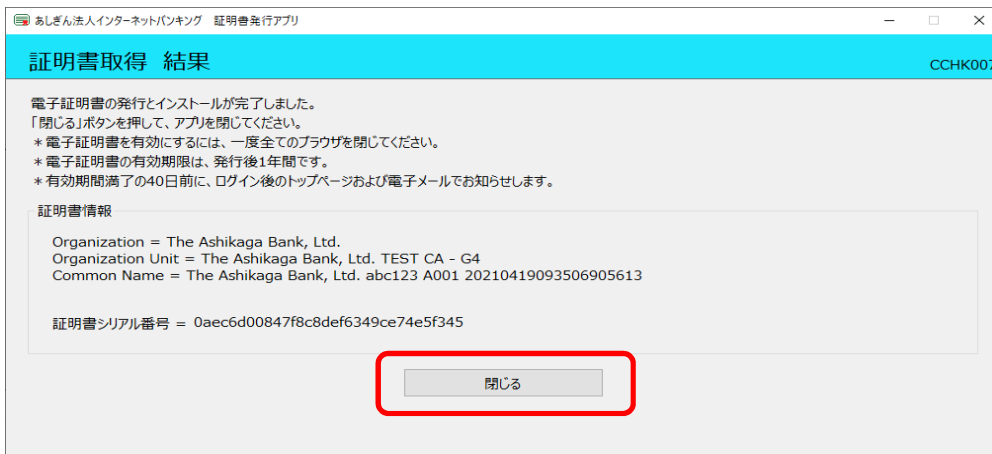 あしぎん法人インターネットバンキング 証明書発行アプリ
証明書取得 結果
CCHK007
電子証明書の発行とインストールが完了しました。
「閉じる」ボタンを押して、アプリを閉じてください。
＊電子証明書を有効にするには、一度全てのブラウザを閉じてください。
＊電子証明書の有効期限は、発行後1年間です。
＊有効期間満了の40日前に、ログイン後のトップページおよび電子メールでお知らせします。
証明書情報
Organization = The Ashikaga Bank, Ltd.
Organization Unit = The Ashikaga Bank, Ltd. TEST CA - G4
Common Name = The Ashikaga Bank, Ltd. abc123 A001 20210419093506905613
証明書シリアル番号 = 0aec6d00847f8c8def6349ce74e5f345
閉じる